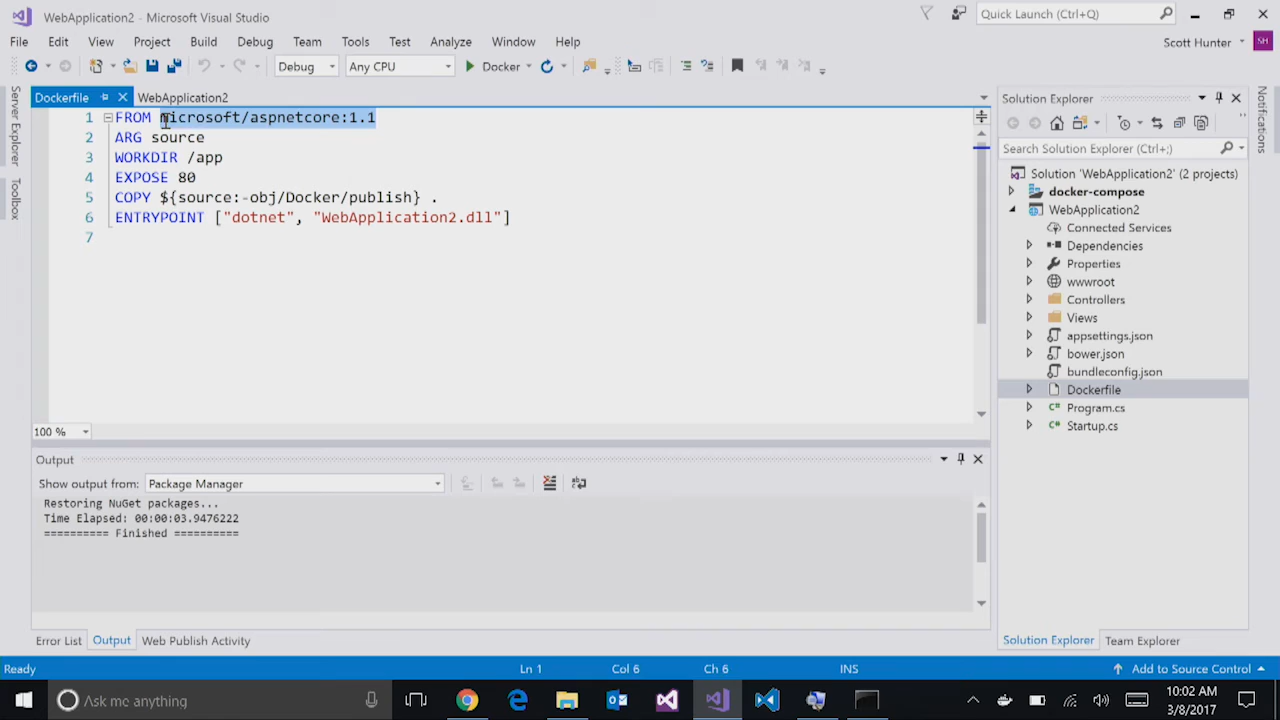 WebApplication2 - Microsoft Visual Studio
Quick Launch (Ctrl+Q)
File Edit View Project Build Debug Team Tools Test Analyze Window Help
Scott Hunter SH
Debug Any CPU Docker
Server Explorer
Toolbox
Dockerfile WebApplication2
1 FROM microsoft/aspnetcore:1.1
2 ARG source
3 WORKDIR /app
4 EXPOSE 80
5 COPY ${source:-obj/Docker/publish} .
6 ENTRYPOINT ["dotnet", "WebApplication2.dll"]
7
100 %
Output
Show output from: Package Manager
Restoring NuGet packages...
Time Elapsed: 00:00:03.9476222
========== Finished ==========
Error List Output Web Publish Activity
Solution Explorer
Search Solution Explorer (Ctrl+;)
Solution 'WebApplication2' (2 projects)
docker-compose
WebApplication2
Connected Services
Dependencies
Properties
wwwroot
Controllers
Views
appsettings.json
bower.json
bundleconfig.json
Dockerfile
Program.cs
Startup.cs
Solution Explorer Team Explorer
Notifications
Ready Ln 1 Col 6 Ch 6 INS Add to Source Control
Ask me anything
10:02 AM
3/8/2017